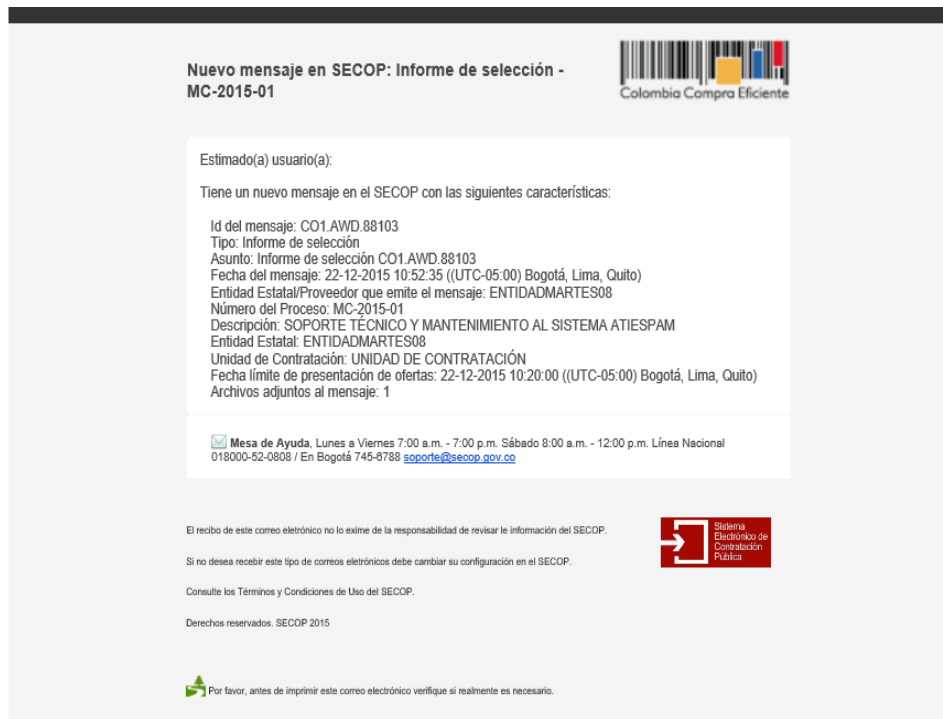 Nuevo mensaje en SECOP: Informe de selección -
MC-2015-01
Colombia Compra Eficiente
Estimado(a) usuario(a):
Tiene un nuevo mensaje en el SECOP con las siguientes características:
Id del mensaje: CO1.AWD.88103
Tipo: Informe de selección
Asunto: Informe de selección CO1.AWD.88103
Fecha del mensaje: 22-12-2015 10:52:35 ((UTC-05:00) Bogotá, Lima, Quito)
Entidad Estatal/Proveedor que emite el mensaje: ENTIDADMARTES08
Número del Proceso: MC-2015-01
Descripción: SOPORTE TÉCNICO Y MANTENIMIENTO AL SISTEMA ATIESPAM
Entidad Estatal: ENTIDADMARTES08
Unidad de Contratación: UNIDAD DE CONTRATACIÓN
Fecha límite de presentación de ofertas: 22-12-2015 10:20:00 ((UTC-05:00) Bogotá, Lima, Quito)
Archivos adjuntos al mensaje: 1
Mesa de Ayuda, Lunes a Viernes 7:00 a.m. - 7:00 p.m. Sábado 8:00 a.m. - 12:00 p.m. Línea Nacional
018000-52-0808 / En Bogotá 745-6788 soporte@secop.gov.co
El recibo de este correo eletrónico no lo exime de la responsabilidad de revisar le información del SECOP.
Si no desea recebir este tipo de correos eletrónicos debe cambiar su configuración en el SECOP.
Consulte los Términos y Condiciones de Uso del SECOP.
Derechos reservados. SECOP 2015
Sistema
Electrónico de
Contratación
Pública
Por favor, antes de imprimir este correo electrónico verifique si realmente es necesario.